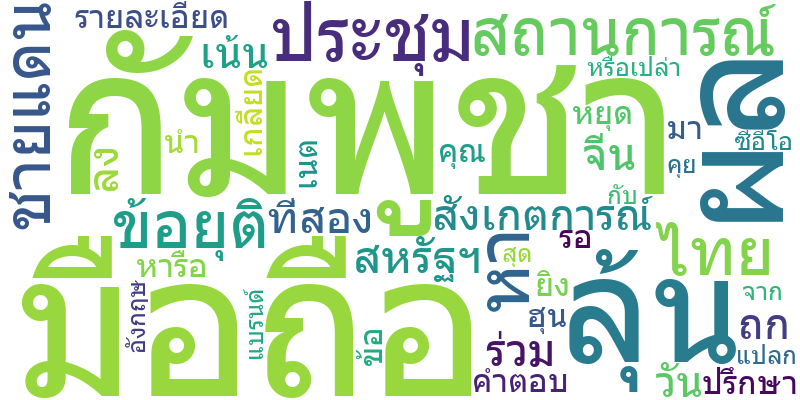 รายละเอียด
ประชุม
สถานการณ์
ชายแดน
เน้น
หรือเปล่า
กัมพูชา
เกลียด
หยุด
มา
ซีอีโอ
นำ
ลง
เนต
คุณ
จีน
คุย
กับ
ข้อยุติ
ที่สอง
สังเกตการณ์
รอ
ไทย
สหรัฐฯ
สุด
หารือ
หา
ยิง
จาก
มือถือ
ลุ้น
อังกฤษ
แบรนด์
ข้อ
ฮุน
ถก
ร่วม
แปลก
คำตอบ
วัน
ปรึกษา